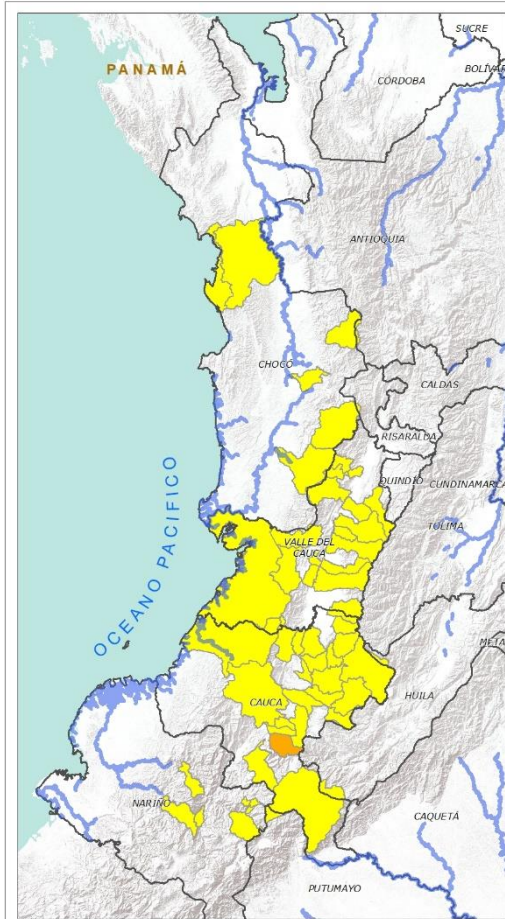 SUCRE
PANAMÁ
BOLÍVAR
CÓRDOBA
ANTIOQUIA
CHOCÓ
CALDAS
RISARALDA
QUINDÍO
CUNDINAMARCA
OCEANO PACIFICO
VALLE DEL
CAUCA
TOLIMA
META
HUILA
CAUCA
NARIÑO
CAQUETÁ
PUTUMAYO